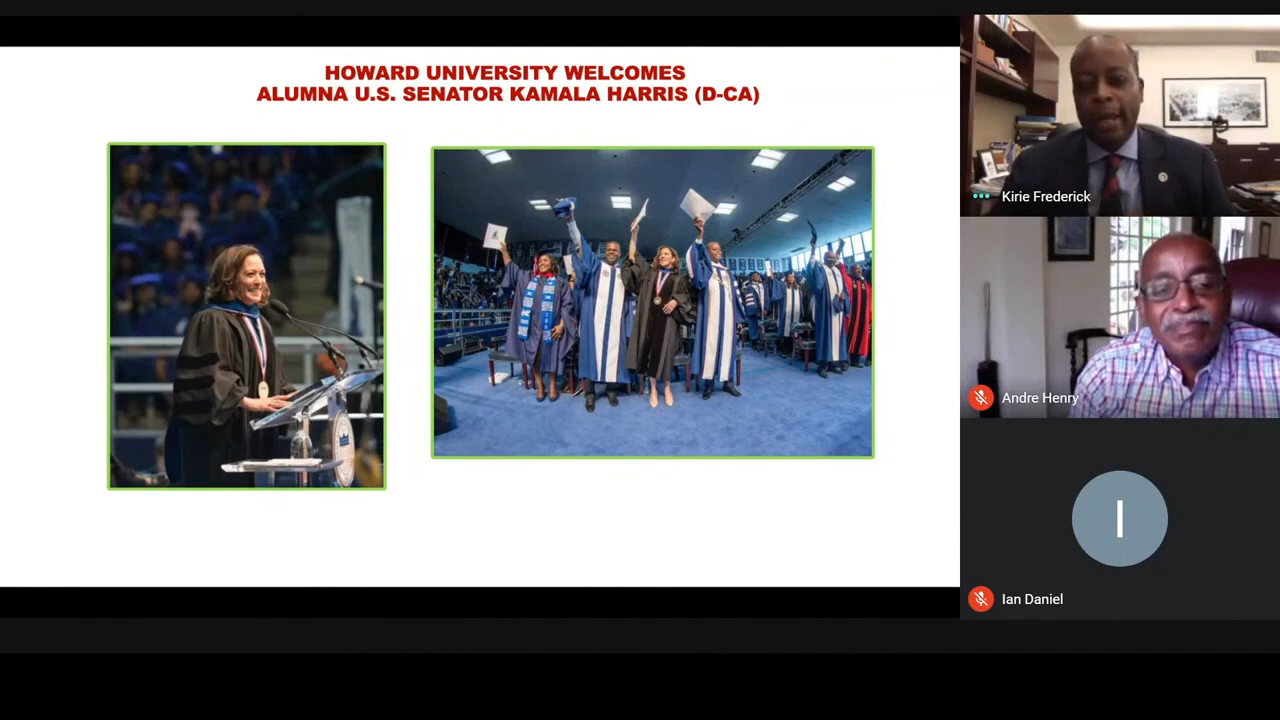 HOWARD UNIVERSITY WELCOMES
ALUMNA U.S. SENATOR KAMALA HARRIS (D-CA)
Kirie Frederick
Andre Henry
I
Ian Daniel